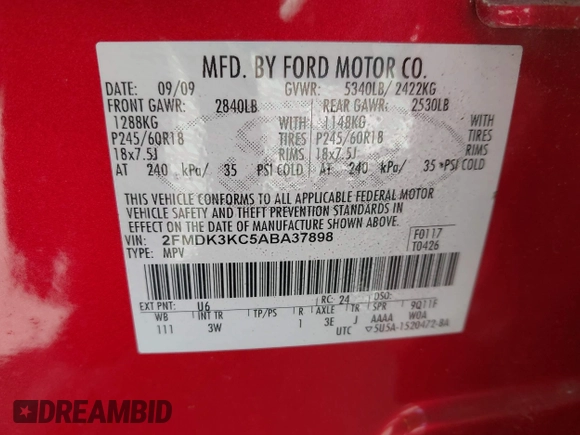 MFD. BY FORD MOTOR CO.
DATE: 09/09 GVWR: 5340LB/ 2422KG
FRONT GAWR: 2840LB REAR GAWR: 2530LB
1288KG WITH 1148KG WITH
P245/60R18 TIRES P245/60R18 TIRES
18x7.5J RIMS 18x7.5J RIMS
AT 240 kPa/ 35 PSI COLD AT 240 kPa/ 35 PSI COLD
THIS VEHICLE CONFORMS TO ALL APPLICABLE FEDERAL MOTOR
VEHICLE SAFETY AND THEFT PREVENTION STANDARDS IN
EFFECT ON THE DATE OF MANUFACTURE SHOWN ABOVE.
VIN: 2FMDK3KC5ABA37898 F0117
TYPE: MPV T0426
EXT PNT: U6 RC: 24 DSO:
WB INT TR TP/PS R AXLE TR SPR 9Q11F
111 3W 1 3E J AAAA WOA
UTC 5U5A-1520472-BA
DREAMBID